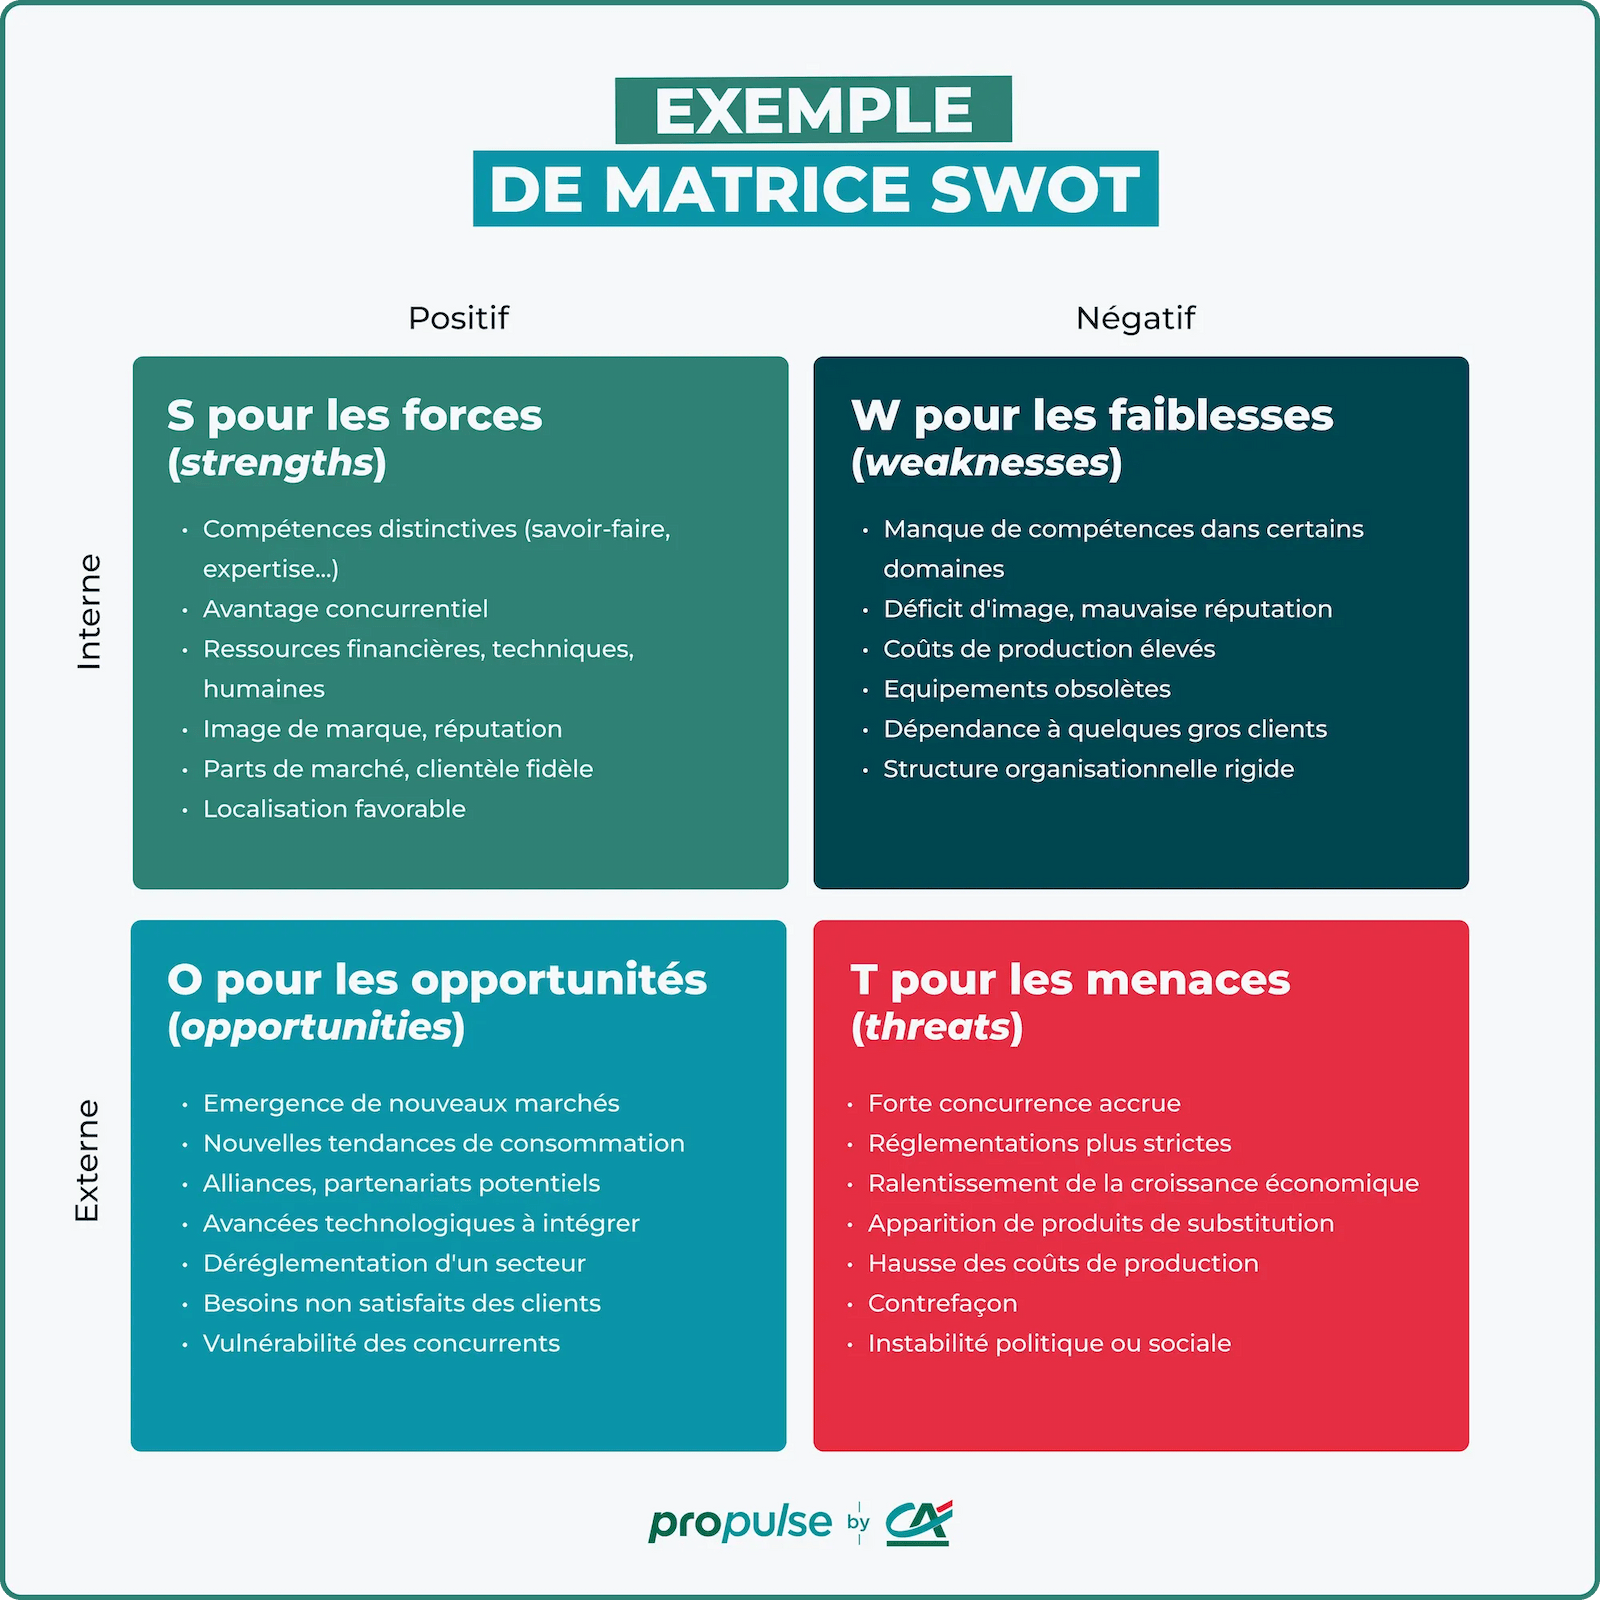 EXEMPLE
DE MATRICE SWOT
Positif
Négatif
Interne
S pour les forces
(strengths)
• Compétences distinctives (savoir-faire,
expertise...)
• Avantage concurrentiel
• Ressources financières, techniques,
humaines
• Image de marque, réputation
• Parts de marché, clientèle fidèle
• Localisation favorable
W pour les faiblesses
(weaknesses)
• Manque de compétences dans certains
domaines
• Déficit d'image, mauvaise réputation
• Coûts de production élevés
• Equipements obsolètes
• Dépendance à quelques gros clients
• Structure organisationnelle rigide
Externe
O pour les opportunités
(opportunities)
• Emergence de nouveaux marchés
• Nouvelles tendances de consommation
• Alliances, partenariats potentiels
• Avancées technologiques à intégrer
• Déréglementation d'un secteur
• Besoins non satisfaits des clients
• Vulnérabilité des concurrents
T pour les menaces
(threats)
• Forte concurrence accrue
• Réglementations plus strictes
• Ralentissement de la croissance économique
• Apparition de produits de substitution
• Hausse des coûts de production
• Contrefaçon
• Instabilité politique ou sociale
propulse by CA